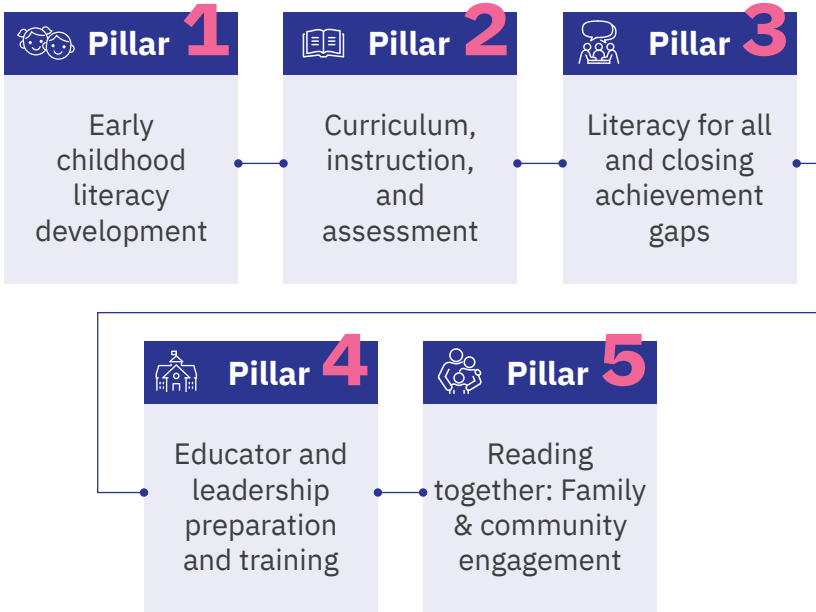 Pillar 1
Early
childhood
literacy
development
Pillar 2
Curriculum,
instruction,
and
assessment
Pillar 3
Literacy for all
and closing
achievement
gaps
Pillar 4
Educator and
leadership
preparation
and training
Pillar 5
Reading
together: Family
& community
engagement